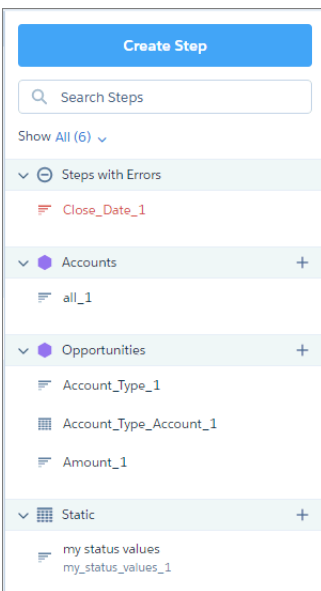 Create Step
Search Steps
Show All (6)
Steps with Errors
Close_Date_1
Accounts
all_1
Opportunities
Account_Type_1
Account_Type_Account_1
Amount_1
Static
my status values
my_status_values_1